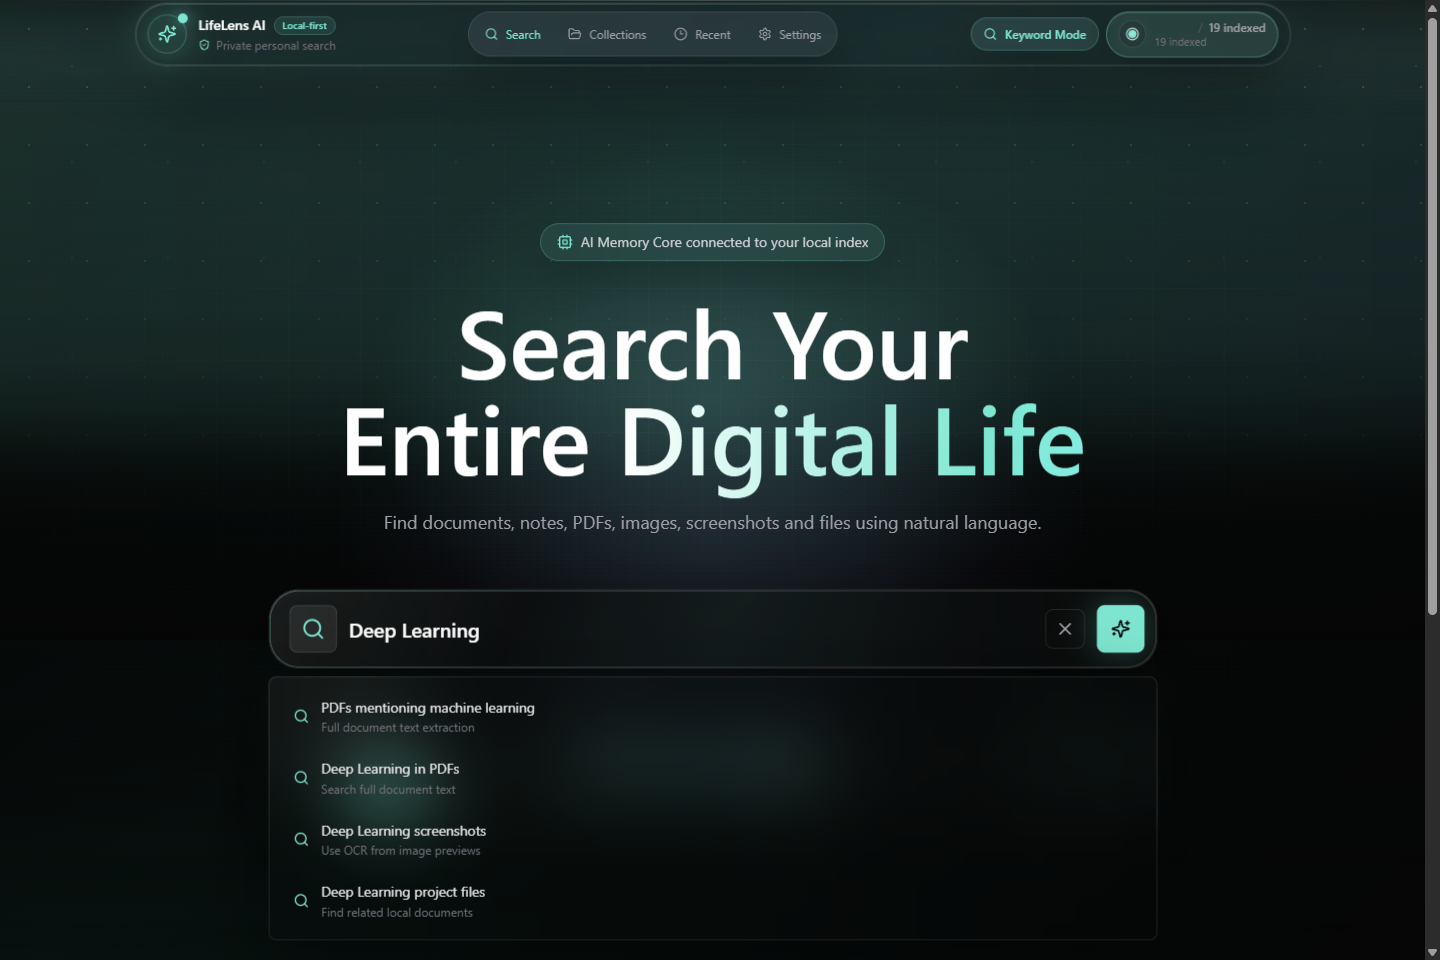 LifeLens AI
Local-first
Private personal search
Search
Collections
Recent
Settings
Keyword Mode
/ 19 indexed
19 indexed
AI Memory Core connected to your local index
Search Your
Entire Digital Life
Find documents, notes, PDFs, images, screenshots and files using natural language.
Deep Learning
PDFs mentioning machine learning
Full document text extraction
Deep Learning in PDFs
Search full document text
Deep Learning screenshots
Use OCR from image previews
Deep Learning project files
Find related local documents